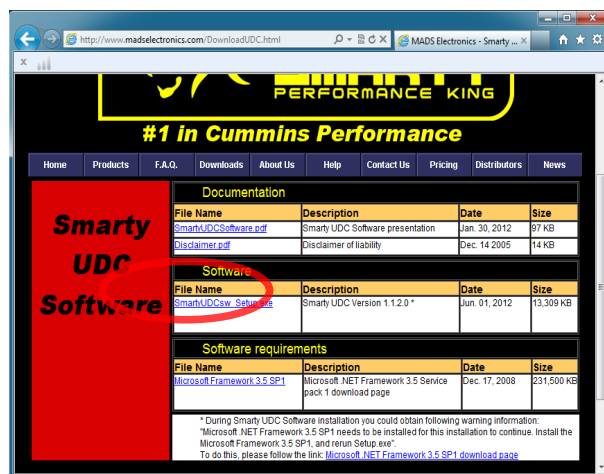 http://www.madselectronics.com/DownloadUDC.html
MADS Electronics - Smarty ...
PERFORMANCE KING
#1 in Cummins Performance
Home Products F.A.Q. Downloads About Us Help Contact Us Pricing Distributors News
Smarty
UDC
Software
Documentation
File Name Description Date Size
SmartyUDCSoftware.pdf Smarty UDC Software presentation Jan. 30, 2012 97 KB
Disclaimer.pdf Disclaimer of liability Dec. 14 2005 14 KB
Software
File Name Description Date Size
SmartyUDCsw_Setup.exe Smarty UDC Version 1.1.2.0 * Jun. 01, 2012 13,309 KB
Software requirements
File Name Description Date Size
Microsoft Framework 3.5 SP1 Microsoft .NET Framework 3.5 Service Dec. 17, 2008 231,500 KB
pack 1 download page
* During Smarty UDC Software installation you could obtain following warning information:
"Microsoft .NET Framework 3.5 SP1 needs to be installed for this installation to continue. Install the
Microsoft Framework 3.5 SP1, and rerun Setup.exe".
To do this, please follow the link: Microsoft .NET Framework 3.5 SP1 download page